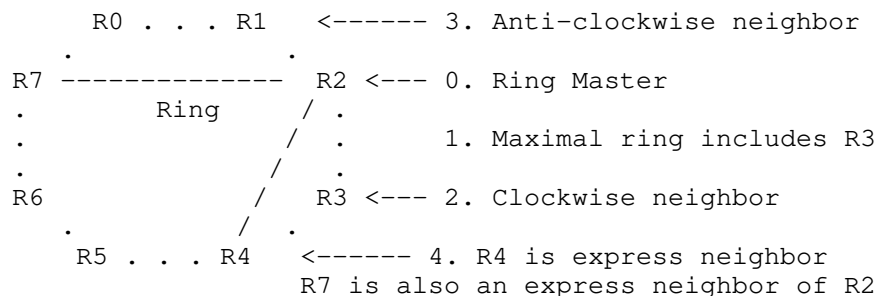 R0 . . . R1 <------ 3. Anti-clockwise neighbor
. .
R7 -------------- R2 <--- 0. Ring Master
. Ring / .
. / . 1. Maximal ring includes R3
. / .
R6 / R3 <--- 2. Clockwise neighbor
. / .
R5 . . . R4 <------ 4. R4 is express neighbor
R7 is also an express neighbor of R2